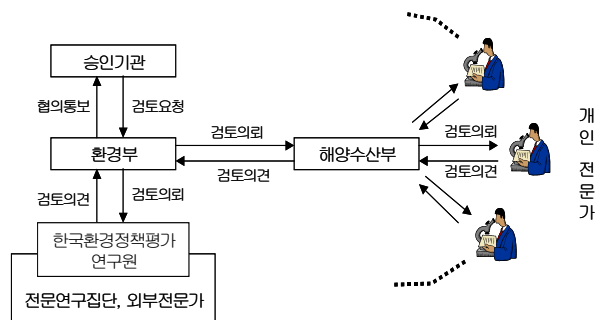 승인기관
협의통보
검토요청
환경부
검토의뢰
검토의견
해양수산부
검토의뢰
검토의견
개인 전문가
검토의견
검토의뢰
한국환경정책평가
연구원
전문연구집단, 외부전문가